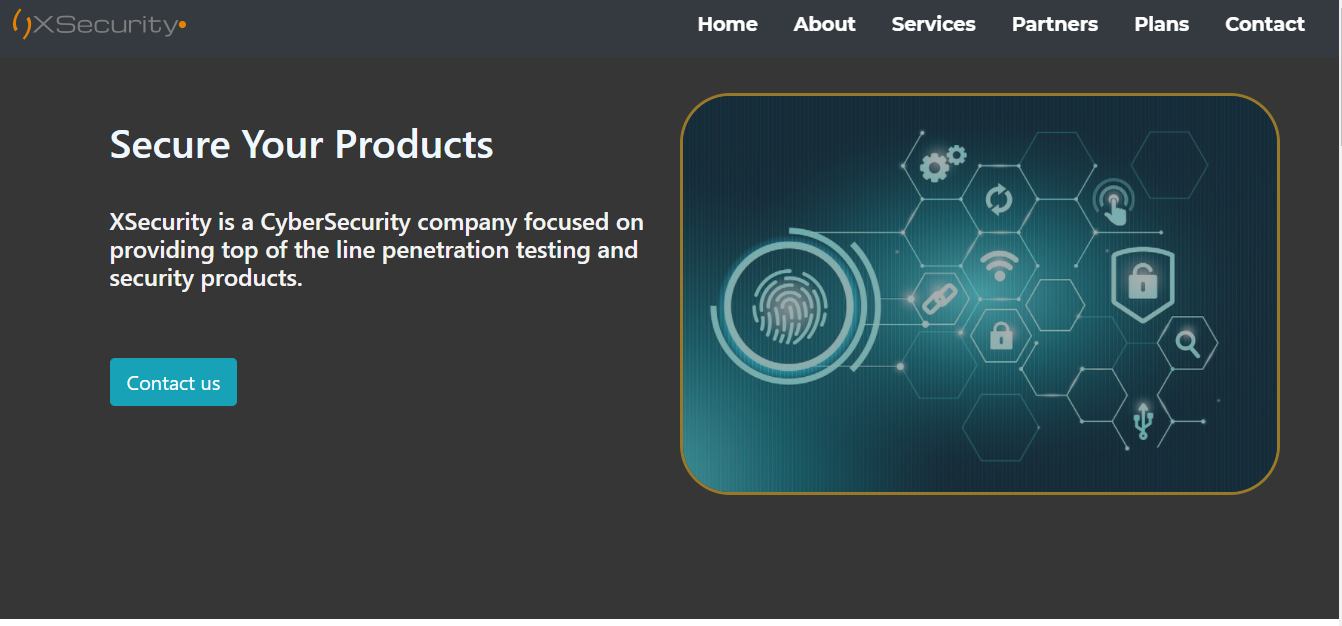 XSecurity
Home About Services Partners Plans Contact
Secure Your Products
XSecurity is a CyberSecurity company focused on
providing top of the line penetration testing and
security products.
Contact us